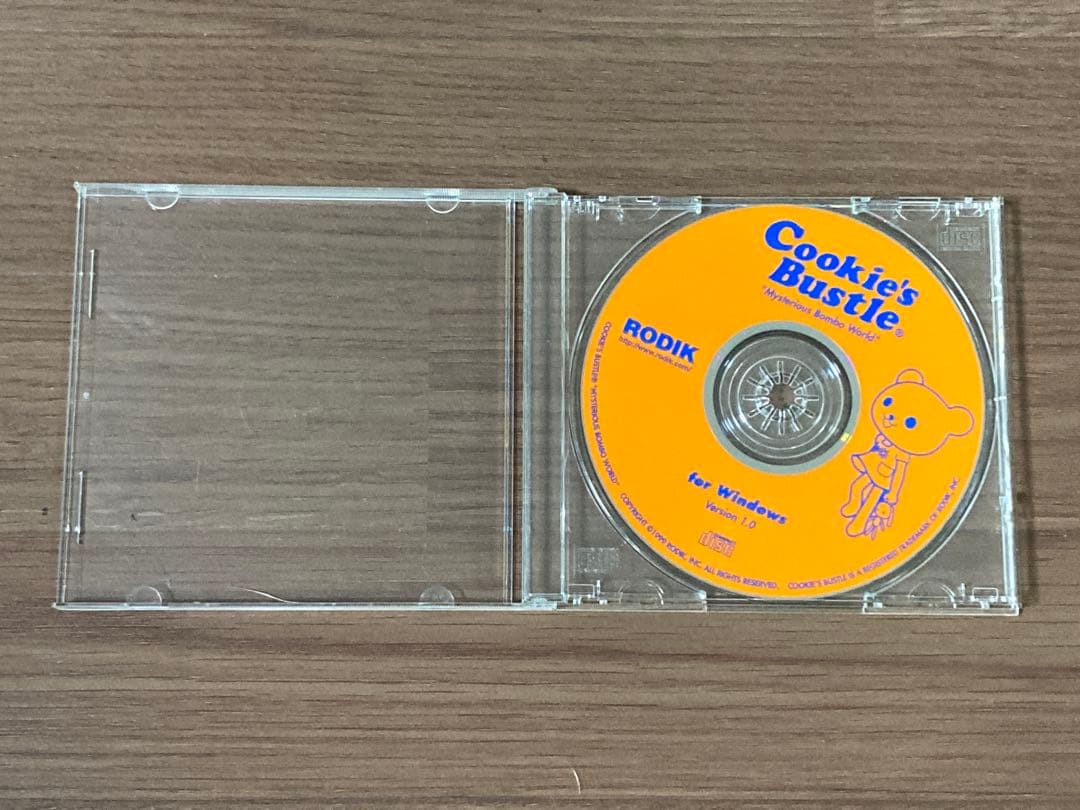 Cookie's
Bustle®
"Mysterious Bombo World"
RODIK
http://www.rodik.com/
for Windows
Version 1.0
disc
disc
COOKIE'S BUSTLE® "MYSTERIOUS BOMBO WORLD"
COPYRIGHT ©1999 RODIK, INC. ALL RIGHTS RESERVED. COOKIE'S BUSTLE IS A REGISTERED TRADEMARK OF RODIK, INC.